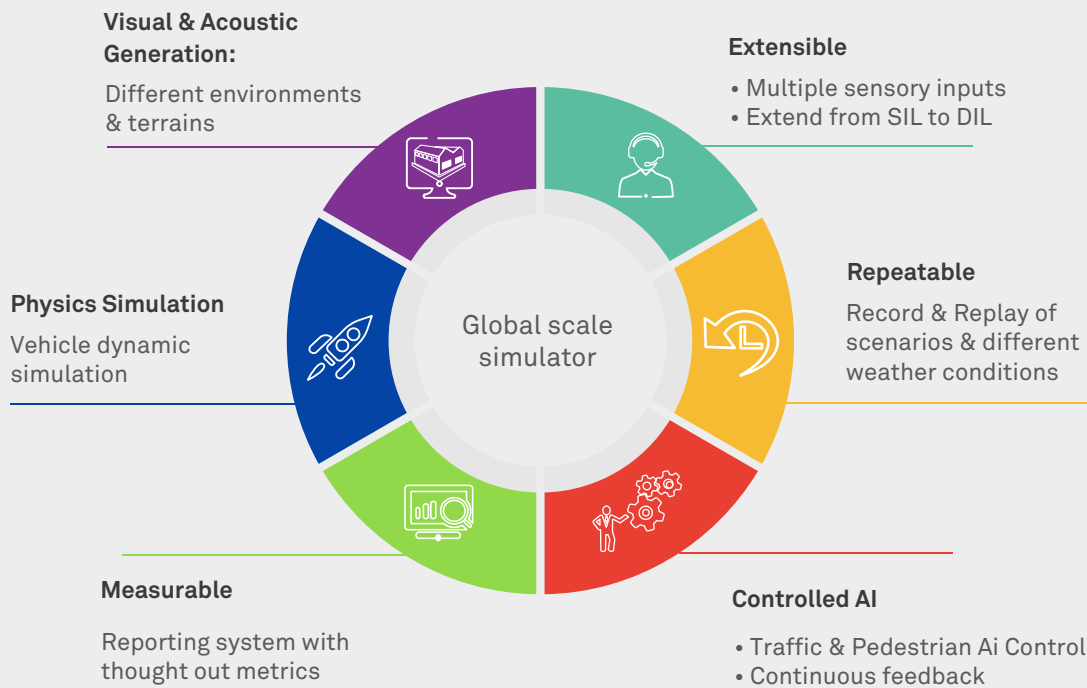 Visual & Acoustic
Generation:
Different environments
& terrains
Extensible
• Multiple sensory inputs
• Extend from SIL to DIL
Physics Simulation
Vehicle dynamic
simulation
Global scale
simulator
Repeatable
Record & Replay of
scenarios & different
weather conditions
Measurable
Reporting system with
thought out metrics
Controlled AI
• Traffic & Pedestrian Ai Control
• Continuous feedback